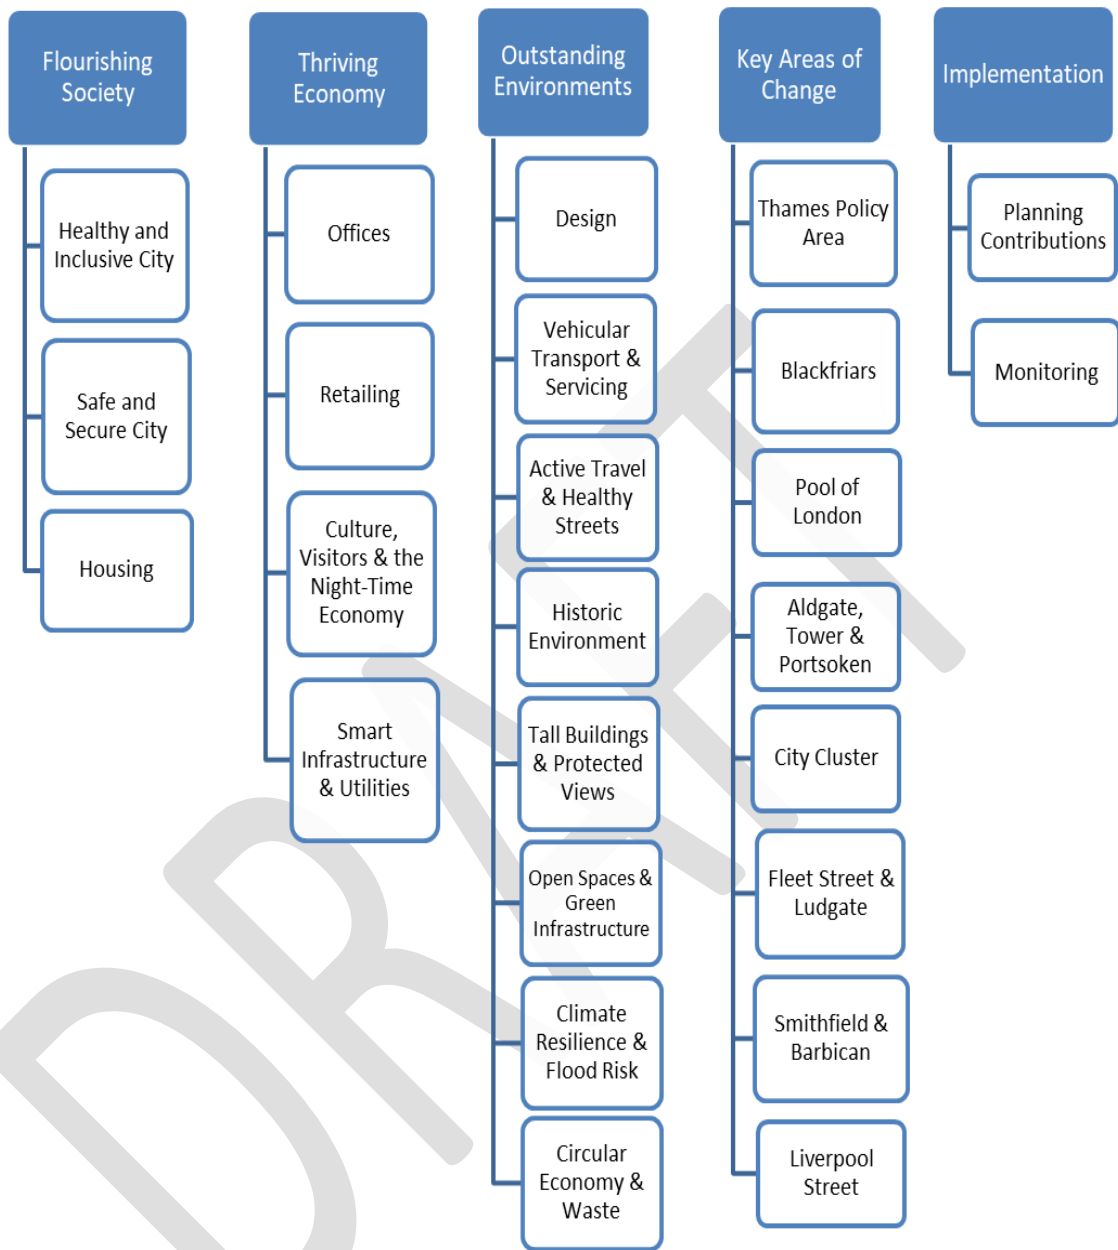 Flourishing
Society
Healthy and
Inclusive City
Safe and
Secure City
Housing
Thriving
Economy
Offices
Retailing
Culture,
Visitors & the
Night-Time
Economy
Smart
Infrastructure
& Utilities
Outstanding
Environments
Design
Vehicular
Transport &
Servicing
Active Travel
& Healthy
Streets
Historic
Environment
Tall Buildings
& Protected
Views
Open Spaces &
Green
Infrastructure
Climate
Resilience &
Flood Risk
Circular
Economy &
Waste
Key Areas of
Change
Thames Policy
Area
Blackfriars
Pool of
London
Aldgate,
Tower &
Portsoken
City Cluster
Fleet Street &
Ludgate
Smithfield &
Barbican
Liverpool
Street
Implementation
Planning
Contributions
Monitoring
DRAFT